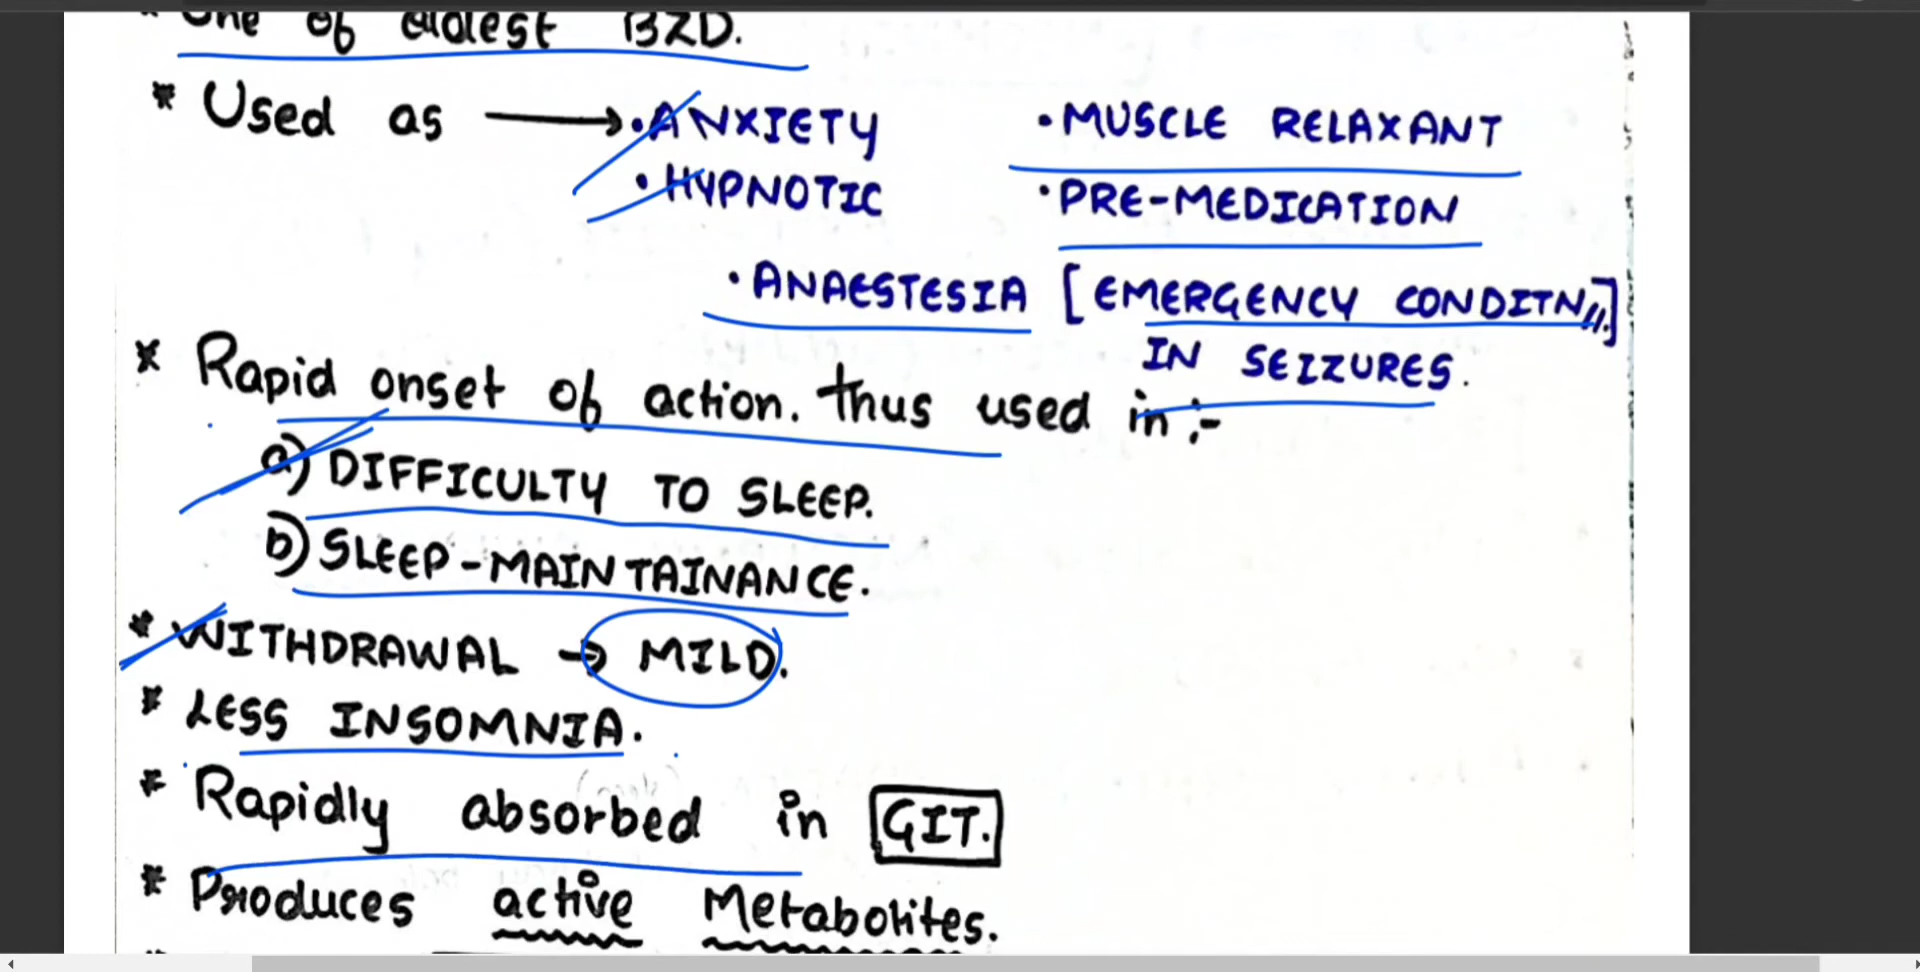 * One of oldest BZD.
* Used as → • ANXIETY • MUSCLE RELAXANT
• HYPNOTIC • PRE-MEDICATION
• ANAESTESIA [EMERGENCY CONDITN,,.]
IN SEIZURES.
* Rapid onset of action. thus used in :-
a) DIFFICULTY TO SLEEP.
b) SLEEP-MAINTAINANCE.
* WITHDRAWAL → MILD.
* LESS INSOMNIA.
* Rapidly absorbed in GIT.
* Produces active Metabolites.